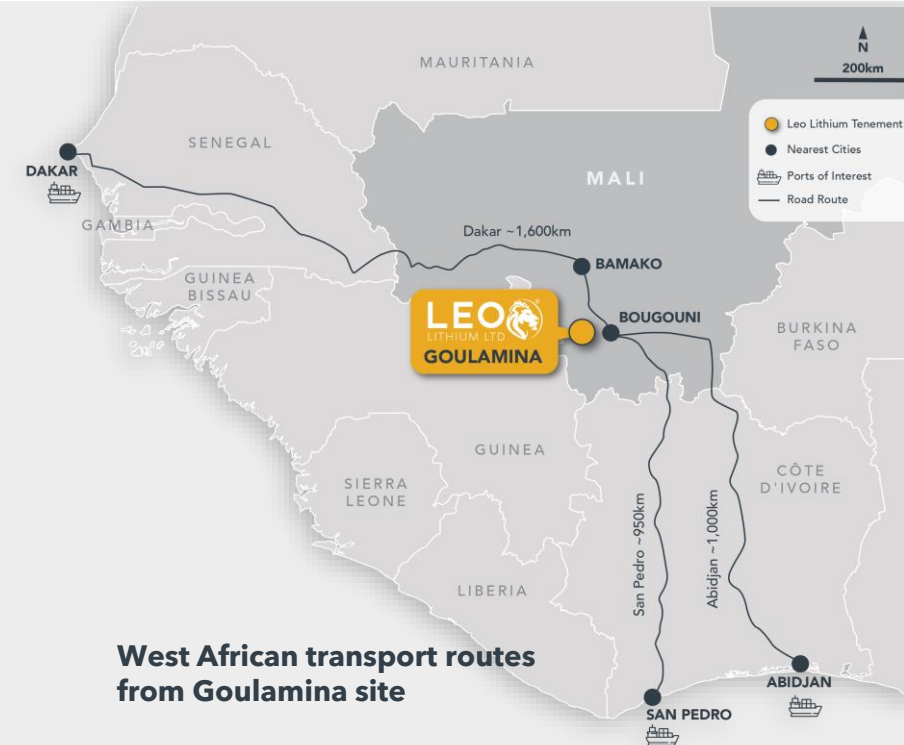 MAURITANIA
N
200km
Leo Lithium Tenement
Nearest Cities
Ports of Interest
Road Route
SENEGAL
DAKAR
MALI
GAMBIA
Dakar ~1,600km
BAMAKO
GUINEA
BISSAU
LEO
LITHIUM LTD
GOULAMINA
BOUGOUNI
BURKINA
FASO
GUINEA
SIERRA
LEONE
CÔTE
D'IVOIRE
San Pedro ~950km
Abidjan ~1,000km
LIBERIA
West African transport routes
from Goulamina site
ABIDJAN
SAN PEDRO